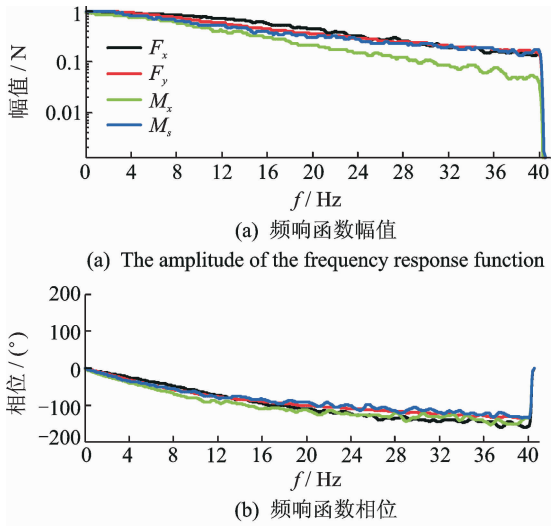 幅值 / N
1
0.1
0.01
Fx
Fy
Mx
Ms
0 4 8 12 16 20 24 28 32 36 40
f / Hz
(a) 频响函数幅值
(a) The amplitude of the frequency response function
相位 / (°)
200
100
0
−100
−200
0 4 8 12 16 20 24 28 32 36 40
f / Hz
(b) 频响函数相位